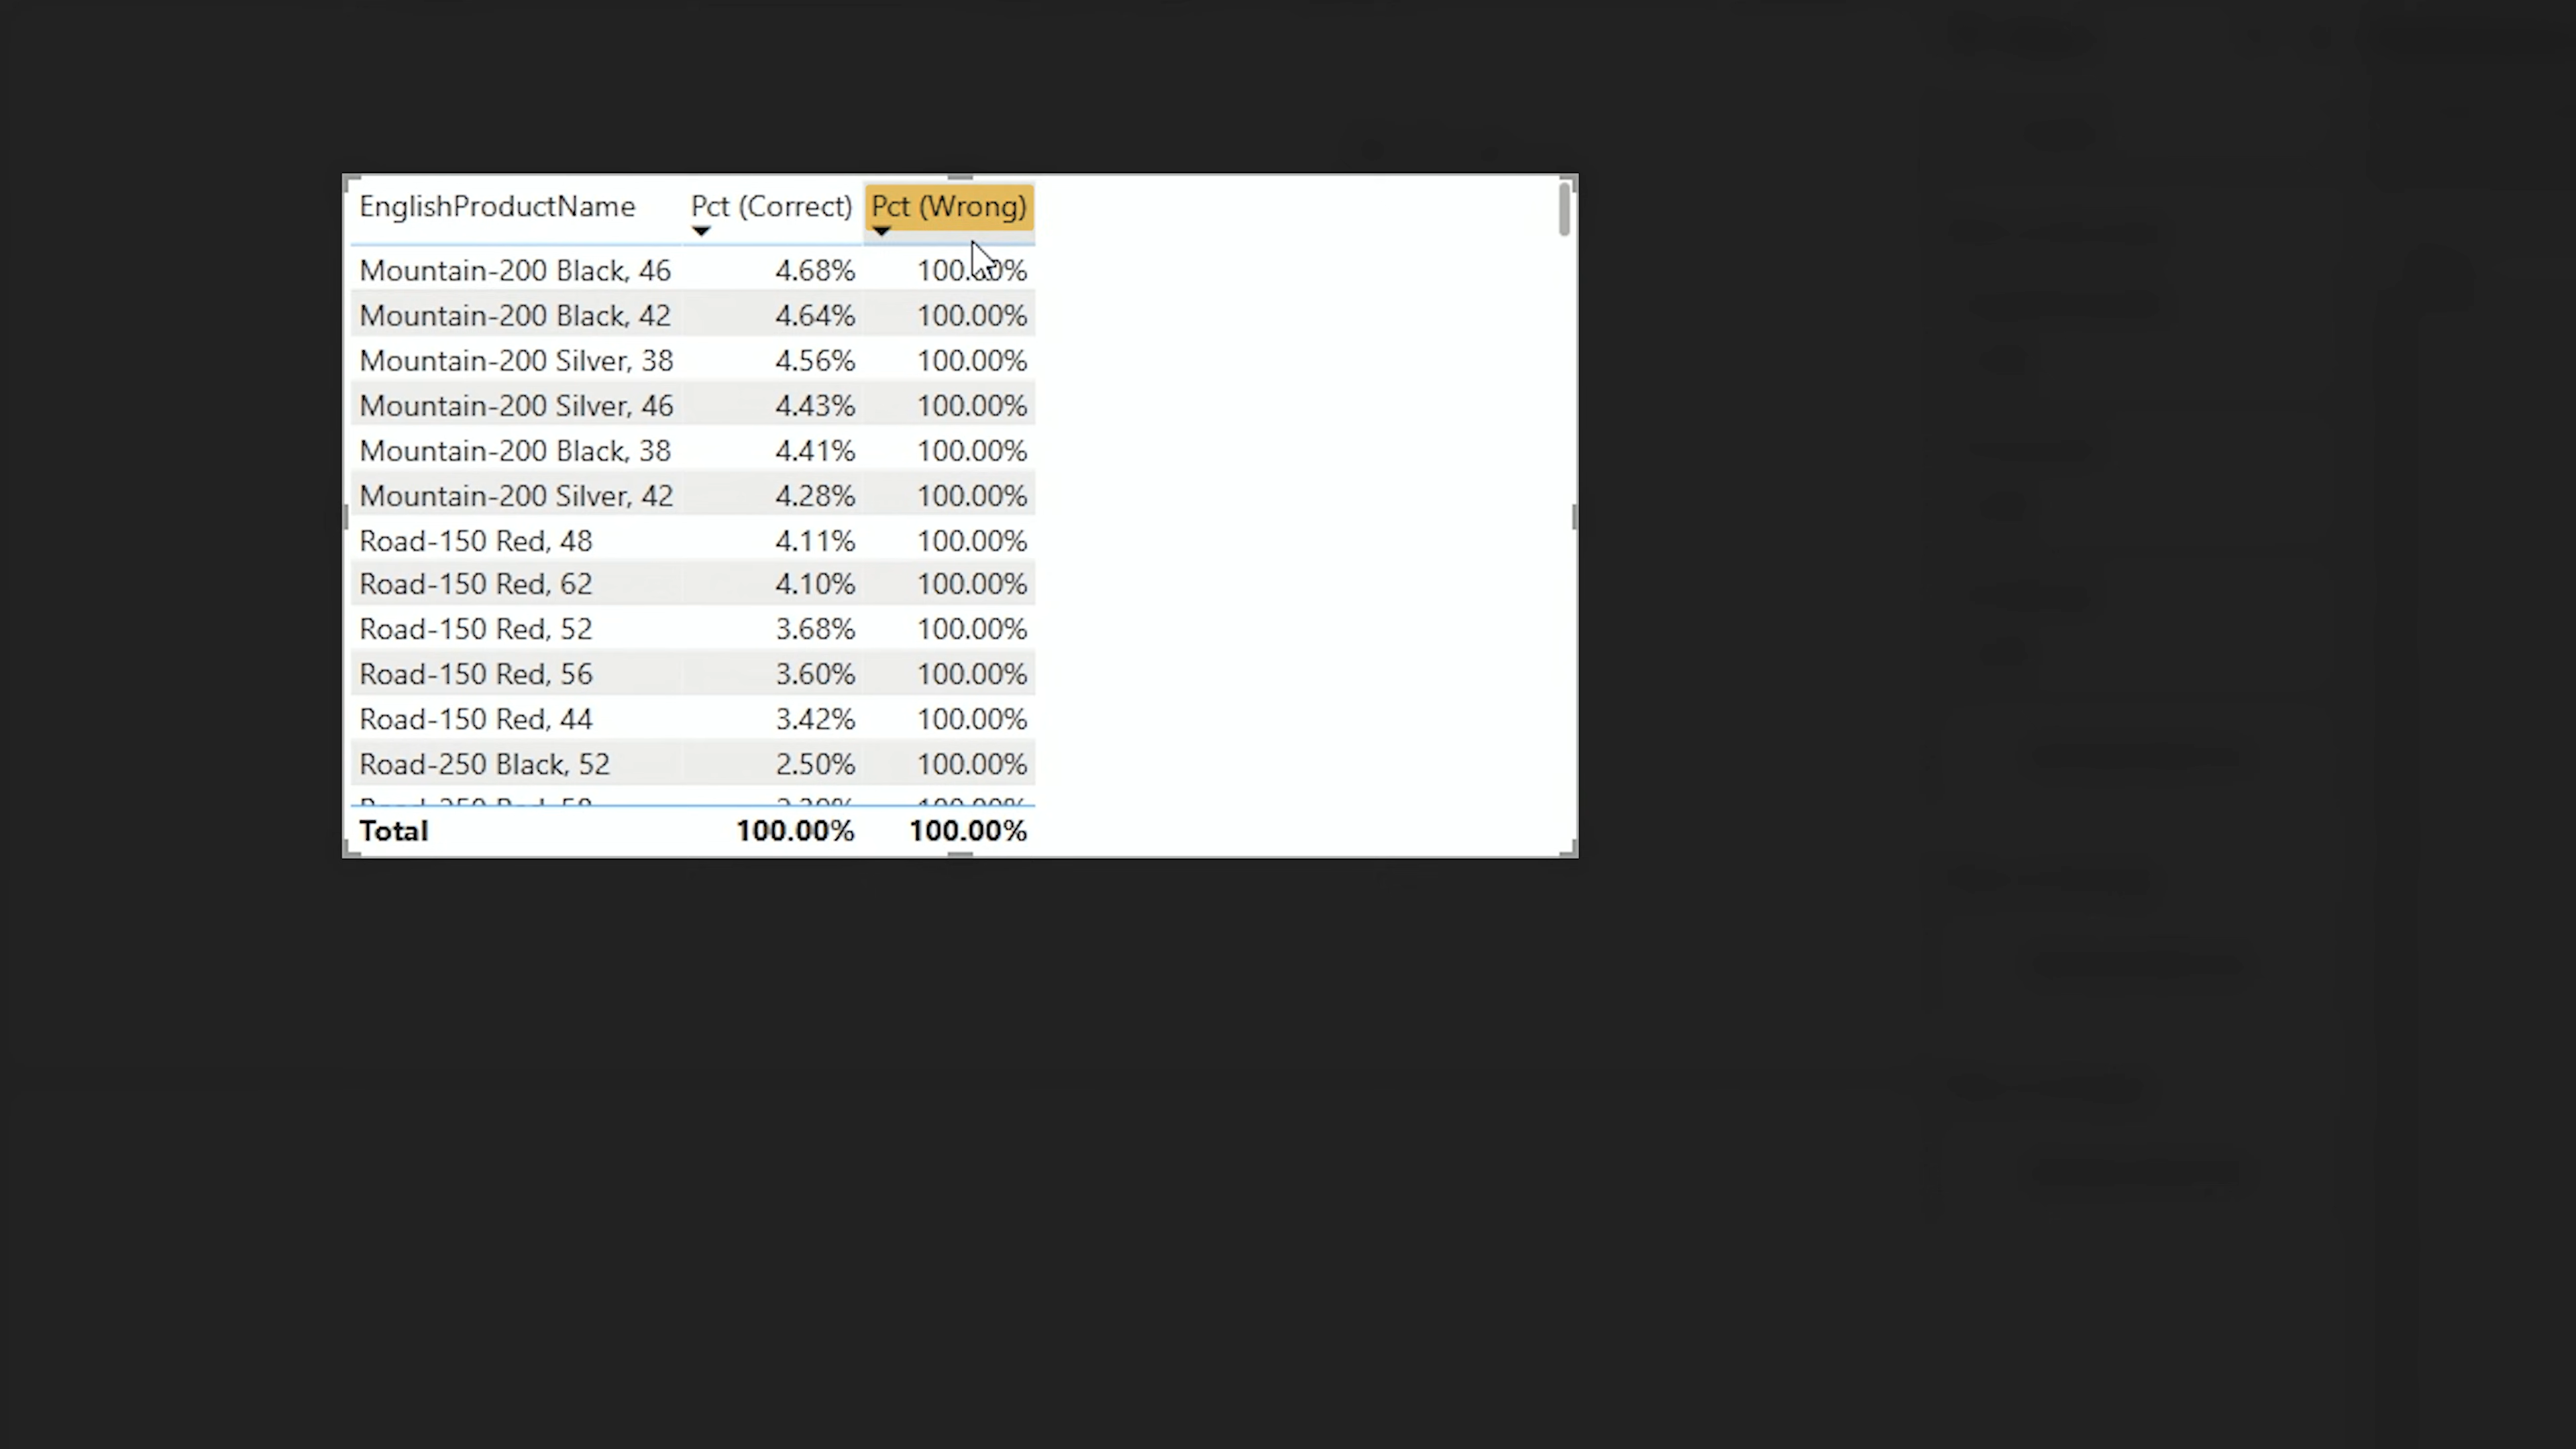 EnglishProductName Pct (Correct) Pct (Wrong)
Mountain-200 Black, 46 4.68% 100.00%
Mountain-200 Black, 42 4.64% 100.00%
Mountain-200 Silver, 38 4.56% 100.00%
Mountain-200 Silver, 46 4.43% 100.00%
Mountain-200 Black, 38 4.41% 100.00%
Mountain-200 Silver, 42 4.28% 100.00%
Road-150 Red, 48 4.11% 100.00%
Road-150 Red, 62 4.10% 100.00%
Road-150 Red, 52 3.68% 100.00%
Road-150 Red, 56 3.60% 100.00%
Road-150 Red, 44 3.42% 100.00%
Road-250 Black, 52 2.50% 100.00%
Total 100.00% 100.00%